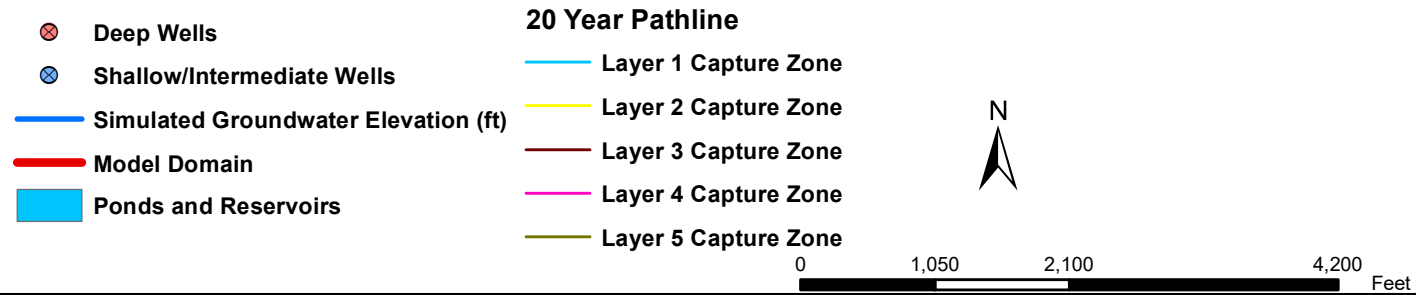 Deep Wells
Shallow/Intermediate Wells
Simulated Groundwater Elevation (ft)
Model Domain
Ponds and Reservoirs
20 Year Pathline
Layer 1 Capture Zone
Layer 2 Capture Zone
Layer 3 Capture Zone
Layer 4 Capture Zone
Layer 5 Capture Zone
N
0 1,050 2,100 4,200
Feet